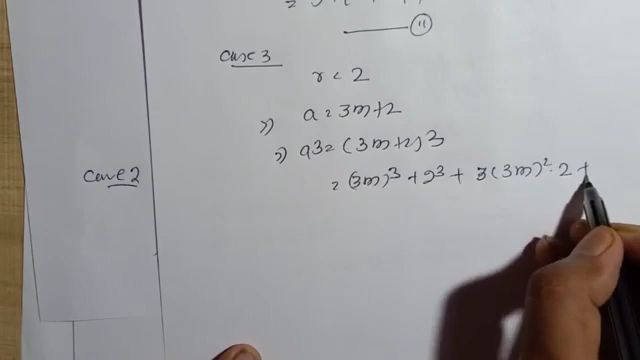 (11)
Case 3
r < 2
⇒ a = 3m+2
⇒ a3 = (3m+2)3
Case 2
= (3m)³ + 2³ + 3(3m)². 2 +